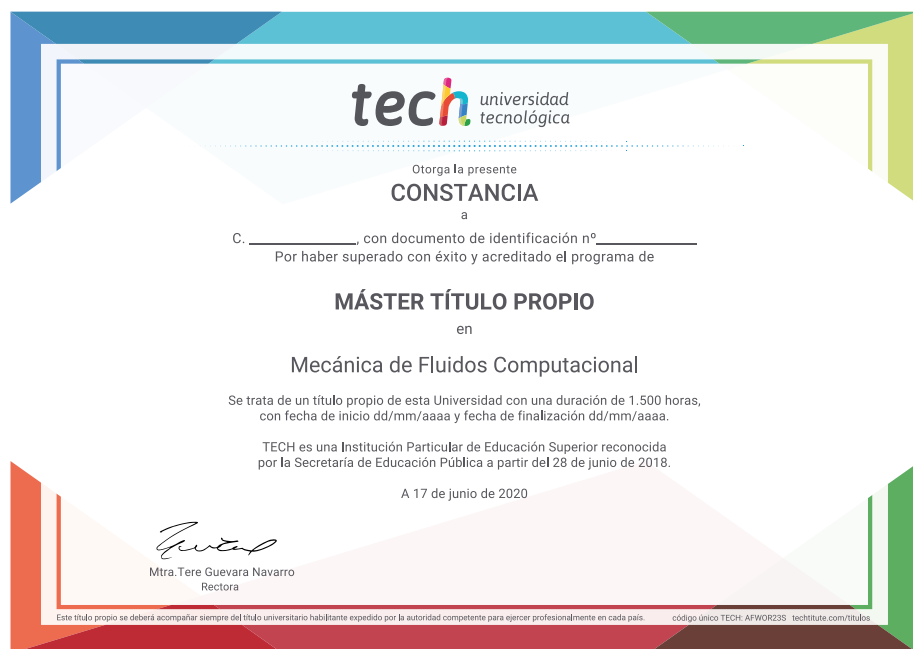 tech universidad
tecnológica
Otorga la presente
CONSTANCIA
a
C. ____________, con documento de identificación nº____________
Por haber superado con éxito y acreditado el programa de
MÁSTER TÍTULO PROPIO
en
Mecánica de Fluidos Computacional
Se trata de un título propio de esta Universidad con una duración de 1.500 horas,
con fecha de inicio dd/mm/aaaa y fecha de finalización dd/mm/aaaa.
TECH es una Institución Particular de Educación Superior reconocida
por la Secretaría de Educación Pública a partir del 28 de junio de 2018.
A 17 de junio de 2020
Mtra.Tere Guevara Navarro
Rectora
Este título propio se deberá acompañar siempre del título universitario habilitante expedido por la autoridad competente para ejercer profesionalmente en cada país. código único TECH: AFWOR23S techtitute.com/titulos